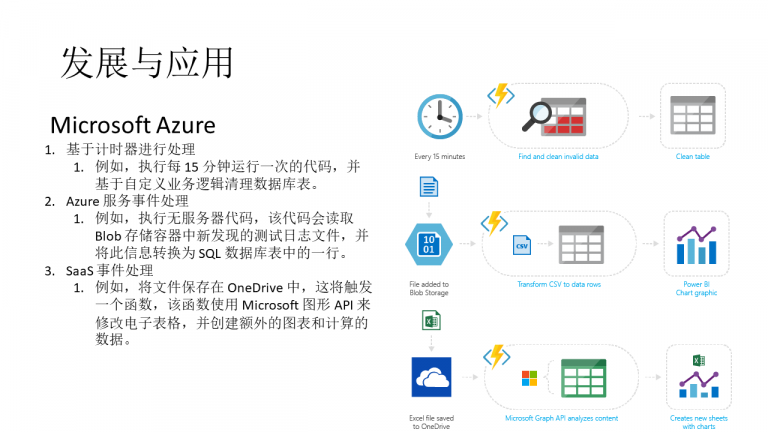 发展与应用
Microsoft Azure
1. 基于计时器进行处理
1. 例如，执行每 15 分钟运行一次的代码，并
基于自定义业务逻辑清理数据库表。
2. Azure 服务事件处理
1. 例如，执行无服务器代码，该代码会读取
Blob 存储容器中新发现的测试日志文件，并
将此信息转换为 SQL 数据库表中的一行。
3. SaaS 事件处理
1. 例如，将文件保存在 OneDrive 中，这将触发
一个函数，该函数使用 Microsoft 图形 API 来
修改电子表格，并创建额外的图表和计算的
数据。
Every 15 minutes
Find and clean invalid data
Clean table
10
01
CSV
File added to
Blob Storage
Transform CSV to data rows
Power BI
Chart graphic
Excel file saved
to OneDrive
Microsoft Graph API analyzes content
Creates new sheets
with charts